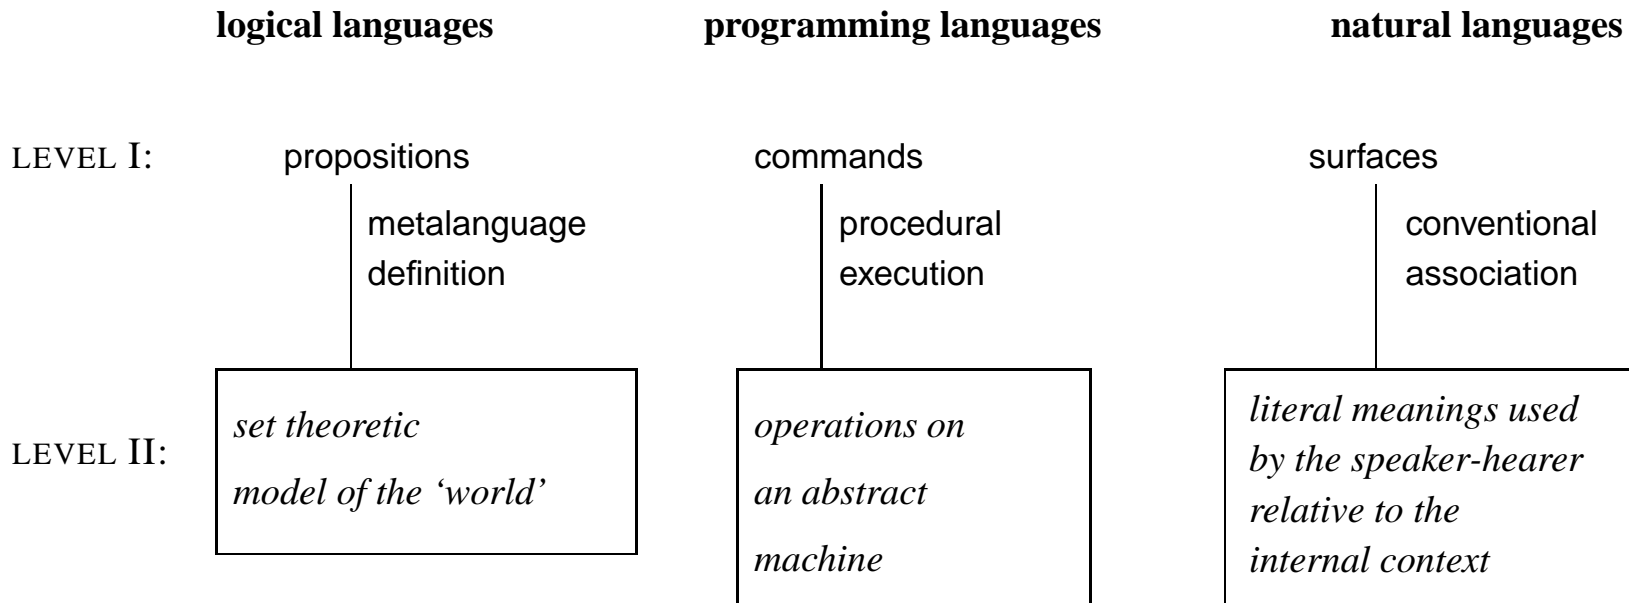 logical languages programming languages natural languages
LEVEL I: propositions commands surfaces
metalanguage procedural conventional
definition execution association
LEVEL II:
set theoretic
model of the ‘world’
operations on
an abstract
machine
literal meanings used
by the speaker-hearer
relative to the
internal context